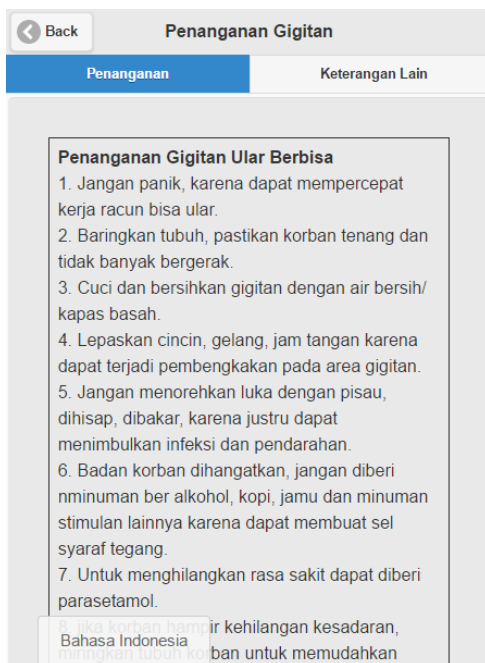 Back
Penanganan Gigitan
Penanganan
Keterangan Lain
Penanganan Gigitan Ular Berbisa
1. Jangan panik, karena dapat mempercepat
kerja racun bisa ular.
2. Baringkan tubuh, pastikan korban tenang dan
tidak banyak bergerak.
3. Cuci dan bersihkan gigitan dengan air bersih/
kapas basah.
4. Lepaskan cincin, gelang, jam tangan karena
dapat terjadi pembengkakan pada area gigitan.
5. Jangan menorehkan luka dengan pisau,
dihisap, dibakar, karena justru dapat
menimbulkan infeksi dan pendarahan.
6. Badan korban dihangatkan, jangan diberi
nminuman ber alkohol, kopi, jamu dan minuman
stimulan lainnya karena dapat membuat sel
syaraf tegang.
7. Untuk menghilangkan rasa sakit dapat diberi
parasetamol.
8. jika korban hampir kehilangan kesadaran,
miringkan tubuh korban untuk memudahkan
Bahasa Indonesia